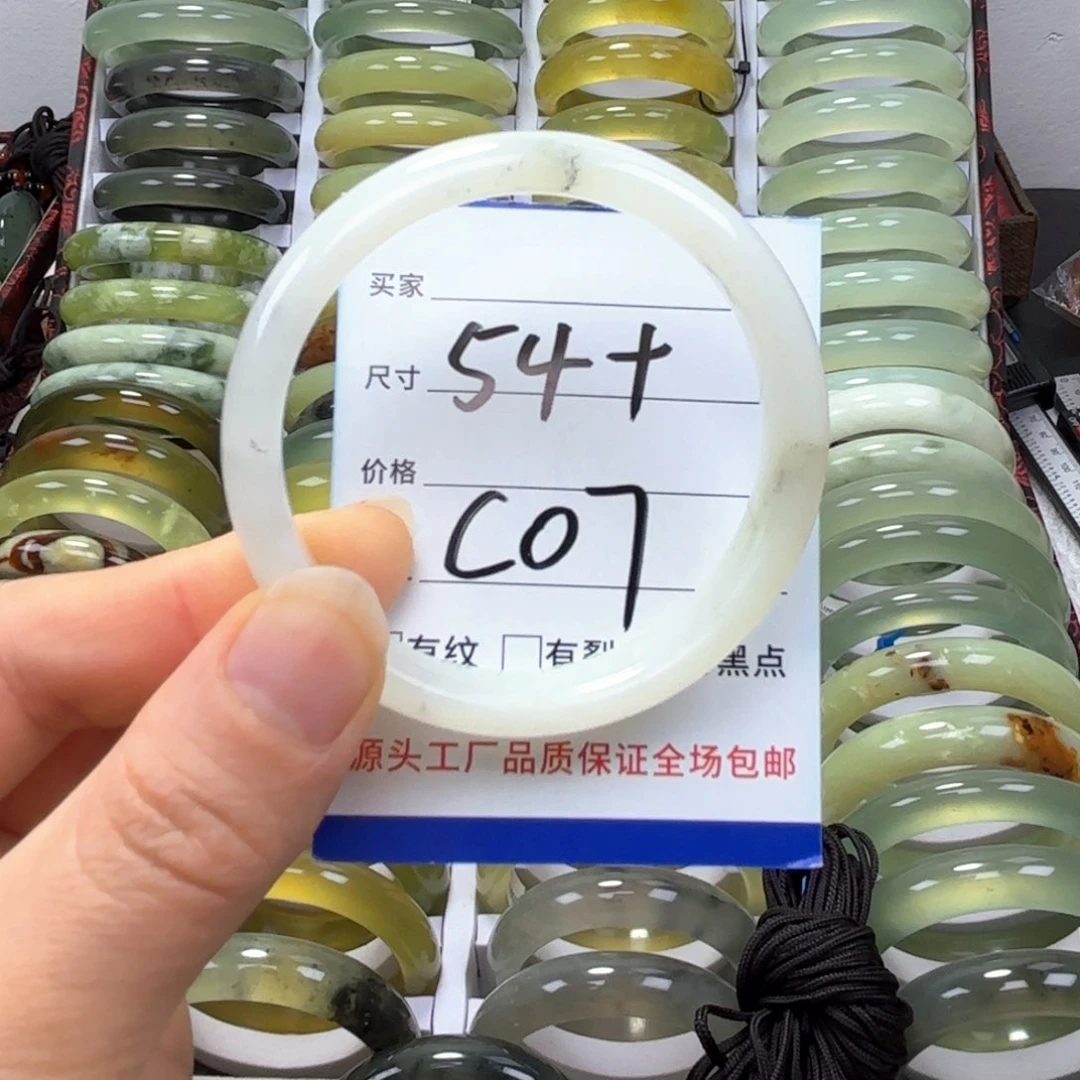 买家
尺寸 54+
价格
C07
有纹 有裂 黑点
源头工厂品质保证全场包邮